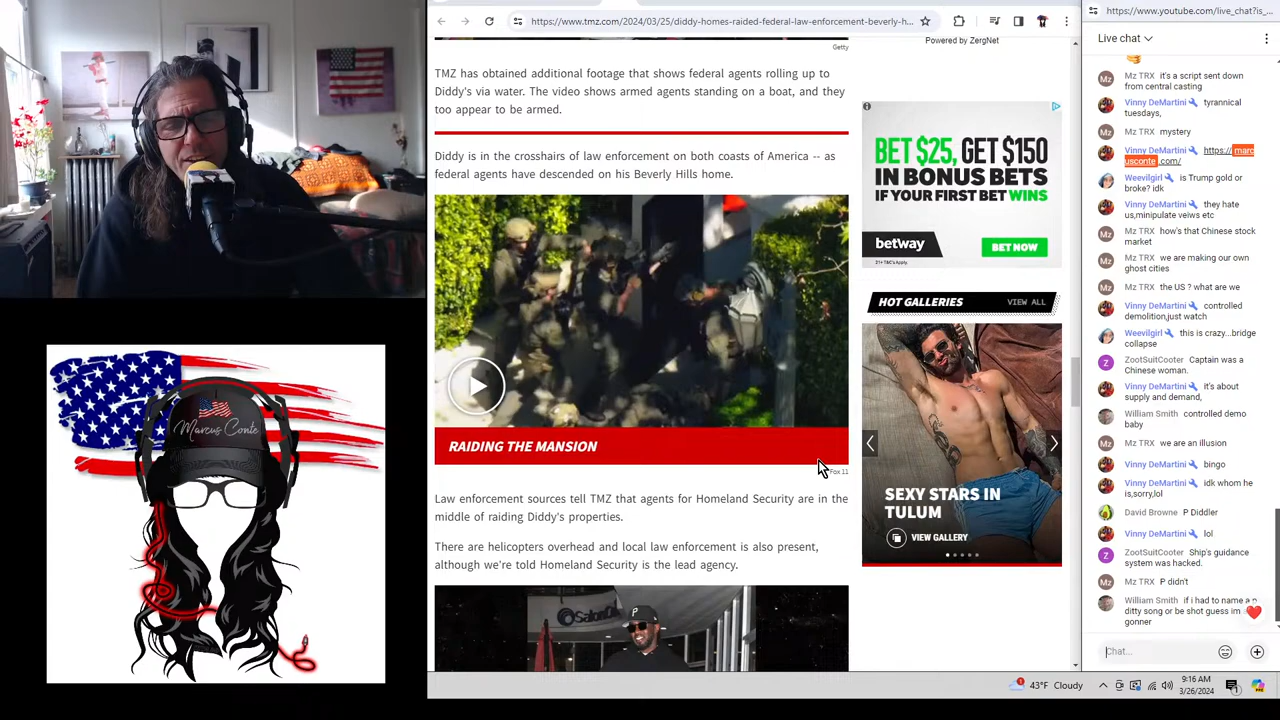 https://www.tmz.com/2024/03/25/diddy-homes-raided-federal-law-enforcement-beverly-h...
Getty
TMZ has obtained additional footage that shows federal agents rolling up to
Diddy's via water. The video shows armed agents standing on a boat, and they
too appear to be armed.
Diddy is in the crosshairs of law enforcement on both coasts of America -- as
federal agents have descended on his Beverly Hills home.
RAIDING THE MANSION
Fox 11
Law enforcement sources tell TMZ that agents for Homeland Security are in the
middle of raiding Diddy's properties.
There are helicopters overhead and local law enforcement is also present,
although we're told Homeland Security is the lead agency.
Marcus Conte
Powered by ZergNet
BET $25, GET $150
IN BONUS BETS
IF YOUR FIRST BET WINS
betway
BET NOW
21+ T&C's Apply.
HOT GALLERIES
VIEW ALL
SEXY STARS IN
TULUM
VIEW GALLERY
https://www.youtube.com/live_chat?is_...
Live chat
Mz TRX it's a script sent down
from central casting
Vinny DeMartini tyrannical
tuesdays,
Mz TRX mystery
Vinny DeMartini https://marc
usconte.com/
Weevilgirl is Trump gold or
broke? idk
Vinny DeMartini they hate
us,minipulate veiws etc
Mz TRX how's that Chinese stock
market
Mz TRX we are making our own
ghost cities
Mz TRX the US ? what are we
Vinny DeMartini controlled
demolition,just watch
Weevilgirl this is crazy...bridge
collapse
ZootSuitCooter Captain was a
Chinese woman.
Vinny DeMartini it's about
supply and demand,
William Smith controlled demo
baby
Mz TRX we are an illusion
Vinny DeMartini bingo
Vinny DeMartini idk whom he
is,sorry,lol
David Browne P Diddler
Vinny DeMartini lol
ZootSuitCooter Ship's guidance
system was hacked.
Mz TRX P didn't
William Smith if i had to name a p
ditty song or be shot guess im a
gonner
Chat...
43°F Cloudy
9:16 AM
3/26/2024